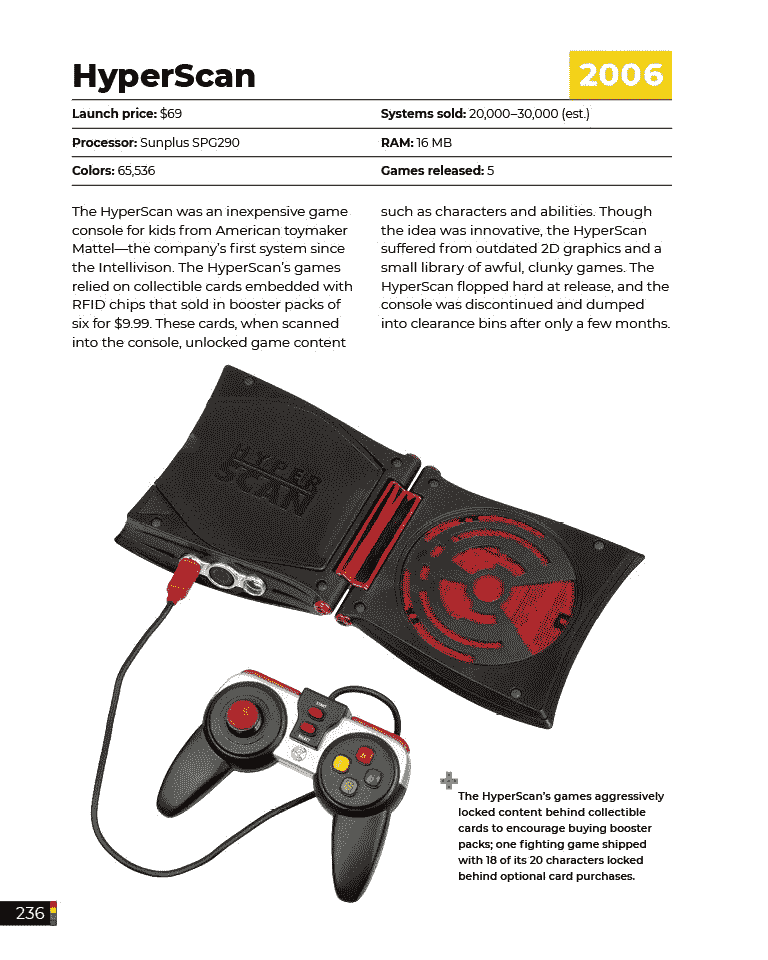 HyperScan
2006
Launch price: $69
Systems sold: 20,000–30,000 (est.)
Processor: Sunplus SPG290
RAM: 16 MB
Colors: 65,536
Games released: 5
The HyperScan was an inexpensive game
console for kids from American toymaker
Mattel—the company’s first system since
the Intellivison. The HyperScan’s games
relied on collectible cards embedded with
RFID chips that sold in booster packs of
six for $9.99. These cards, when scanned
into the console, unlocked game content
such as characters and abilities. Though
the idea was innovative, the HyperScan
suffered from outdated 2D graphics and a
small library of awful, clunky games. The
HyperScan flopped hard at release, and the
console was discontinued and dumped
into clearance bins after only a few months.
HYPER
SCAN
START
SELECT
The HyperScan’s games aggressively
locked content behind collectible
cards to encourage buying booster
packs; one fighting game shipped
with 18 of its 20 characters locked
behind optional card purchases.
236